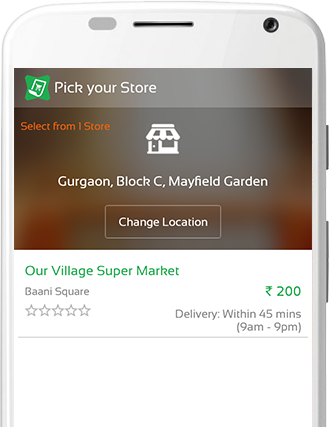 Pick your Store
Select from 1 Store
Gurgaon, Block C, Mayfield Garden
Change Location
Our Village Super Market
Baani Square
₹ 200
Delivery: Within 45 mins
(9am - 9pm)